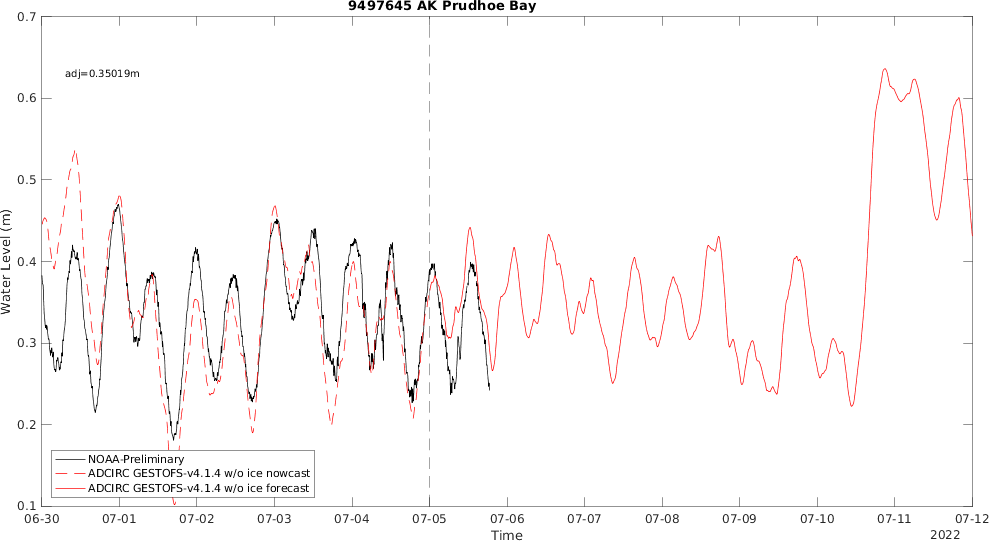 9497645 AK Prudhoe Bay
adj=0.35019m
Water Level (m)
0.7
0.6
0.5
0.4
0.3
0.2
0.1
NOAA-Preliminary
ADCIRC GESTOFS-v4.1.4 w/o ice nowcast
ADCIRC GESTOFS-v4.1.4 w/o ice forecast
06-30 07-01 07-02 07-03 07-04 07-05 07-06 07-07 07-08 07-09 07-10 07-11 07-12
Time
2022